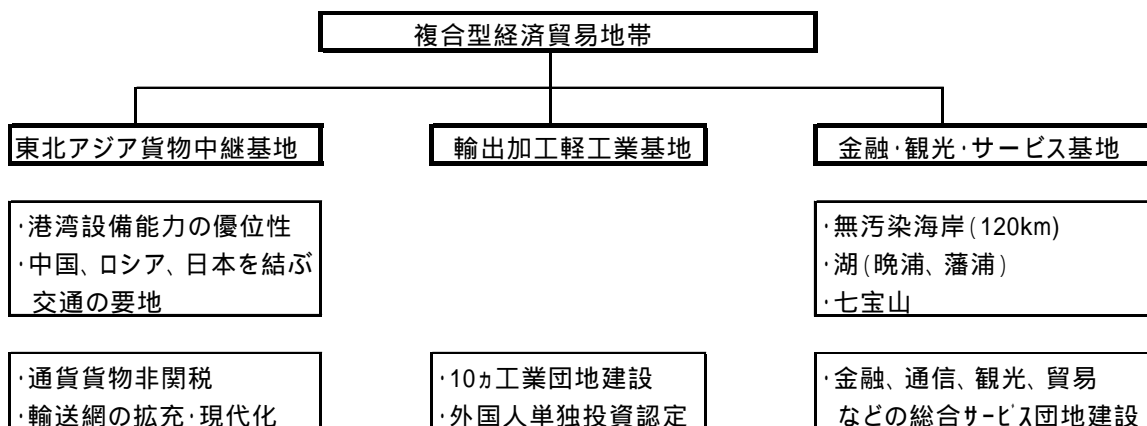 複合型経済貿易地帯
東北アジア貨物中継基地
輸出加工軽工業基地
金融・観光・サービス基地
・港湾設備能力の優位性
・中国、ロシア、日本を結ぶ
交通の要地
・無汚染海岸(120km)
・湖(晩浦、藩浦)
・七宝山
・通貨貨物非関税
・輸送網の拡充・現代化
・10ヵ工業団地建設
・外国人単独投資認定
・金融、通信、観光、貿易
などの総合サービス団地建設